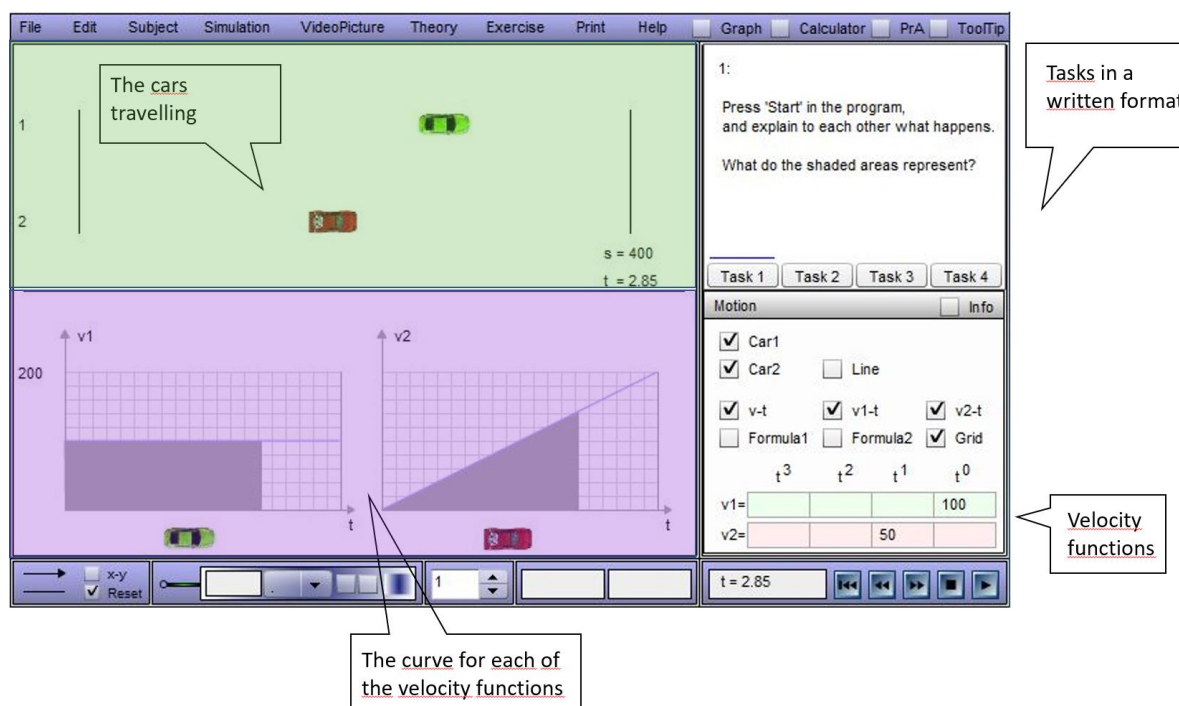 File Edit Subject Simulation VideoPicture Theory Exercise Print Help Graph Calculator PrA ToolTip
The cars
travelling
1
2
s = 400
t = 2.85
1:
Press 'Start' in the program,
and explain to each other what happens.
What do the shaded areas represent?
Task 1 Task 2 Task 3 Task 4
Tasks in a
written format
v1
200
t
v2
t
Motion Info
Car1
Car2 Line
v-t v1-t v2-t
Formula1 Formula2 Grid
t3 t2 t1 t0
v1= 100
v2= 50
Velocity
functions
x-y
Reset
.
1
t = 2.85
The curve for each of
the velocity functions